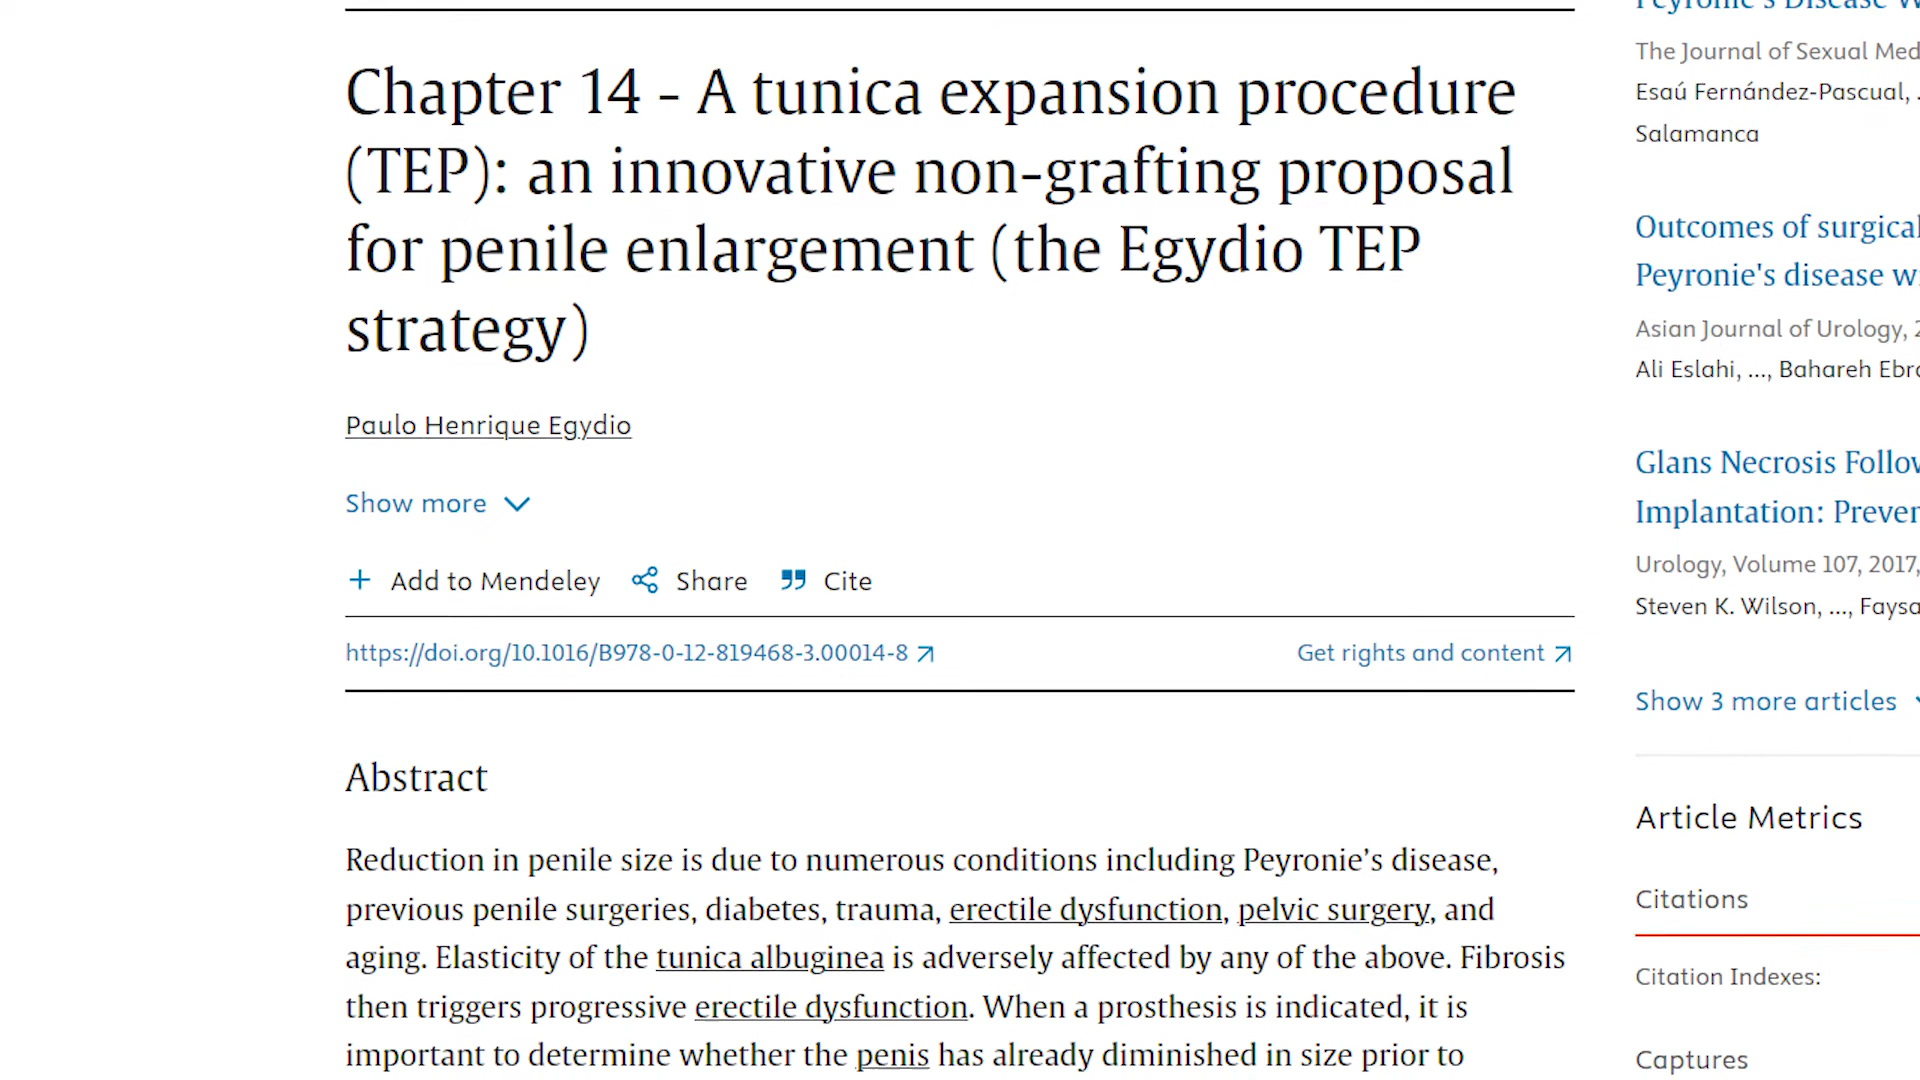 Chapter 14 - A tunica expansion procedure
(TEP): an innovative non-grafting proposal
for penile enlargement (the Egydio TEP
strategy)
Paulo Henrique Egydio
Show more
Add to Mendeley Share Cite
https://doi.org/10.1016/B978-0-12-819468-3.00014-8
Get rights and content
Abstract
Reduction in penile size is due to numerous conditions including Peyronie's disease,
previous penile surgeries, diabetes, trauma, erectile dysfunction, pelvic surgery, and
aging. Elasticity of the tunica albuginea is adversely affected by any of the above. Fibrosis
then triggers progressive erectile dysfunction. When a prosthesis is indicated, it is
important to determine whether the penis has already diminished in size prior to
Peyronie's Disease
The Journal of Sexual Med
Esaú Fernández-Pascual, .
Salamanca
Outcomes of surgical
Peyronie's disease w
Asian Journal of Urology, 2
Ali Eslahi, ..., Bahareh Ebr
Glans Necrosis Follow
Implantation: Preven
Urology, Volume 107, 2017,
Steven K. Wilson, ..., Faysa
Show 3 more articles
Article Metrics
Citations
Citation Indexes:
Captures